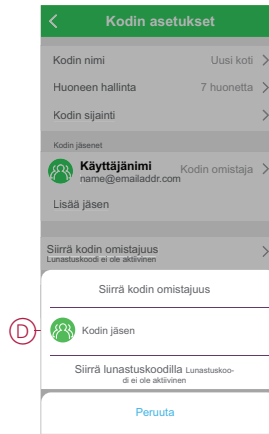 Kodin asetukset
Kodin nimi Uusi koti
Huoneen hallinta 7 huonetta
Kodin sijainti
Kodin jäsenet
Käyttäjänimi Kodin omistaja
name@emailaddr.com
Lisää jäsen
Siirrä kodin omistajuus
Lunastuskoodi ei ole aktiivinen
Siirrä kodin omistajuus
D Kodin jäsen
Siirrä lunastuskoodilla Lunastuskoo-
di ei ole aktiivinen
Peruuta